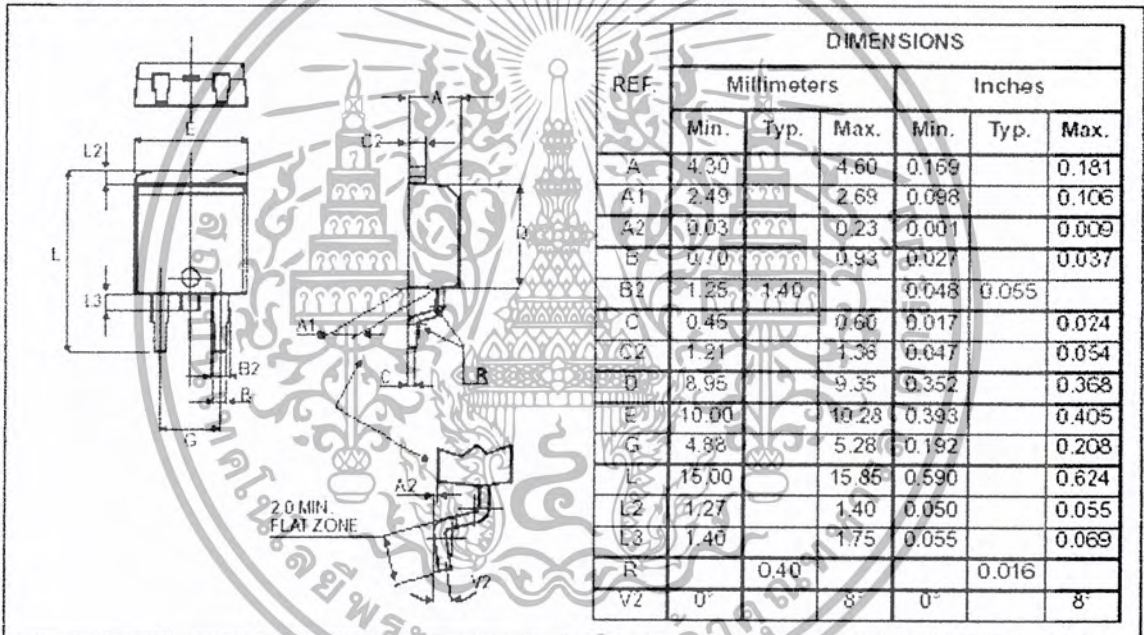 DIMENSIONS
REF. Millimeters Inches
Min. Typ. Max. Min. Typ. Max.
A 4.30 4.60 0.169 0.181
A1 2.49 2.69 0.098 0.106
A2 0.03 0.23 0.001 0.009
B 0.70 0.93 0.027 0.037
B2 1.25 1.40 0.048 0.055
C 0.45 0.60 0.017 0.024
C2 1.21 1.36 0.047 0.054
D 8.95 9.35 0.352 0.368
E 10.00 10.28 0.393 0.405
G 4.88 5.28 0.192 0.208
L 15.00 15.85 0.590 0.624
L2 1.27 1.40 0.050 0.055
L3 1.40 1.75 0.055 0.069
R 0.40 0.016
V2 0° 8° 0° 8°
A
E
C2
L2
L
D
L3
A1
B2
C
R
B
G
A2
2.0 MIN.
FLAT ZONE
V2